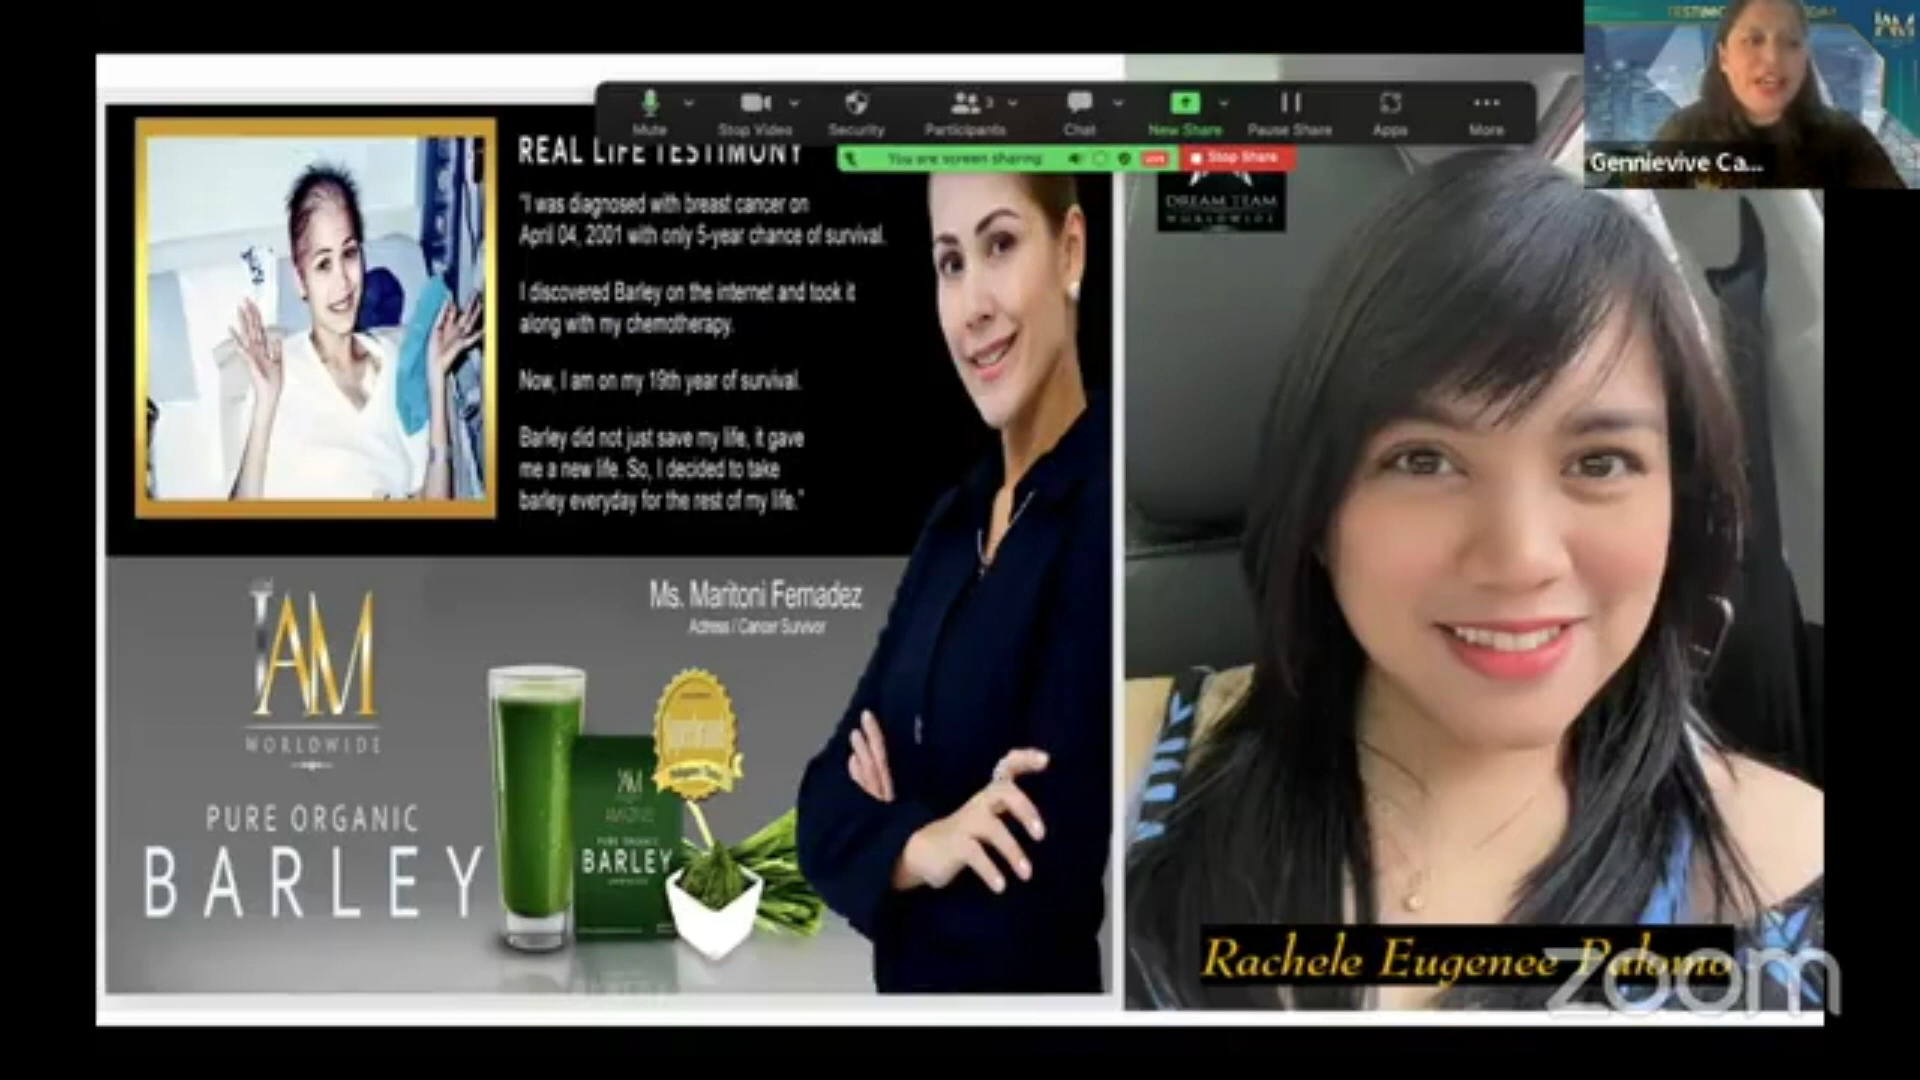 Mute
Stop Video
Security
Participants
3
Chat
New Share
Pause Share
Apps
More
You are screen sharing
LIVE
Stop Share
Gennievive Ca...
IAM
REAL LIFE TESTIMONY
"I was diagnosed with breast cancer on
April 04, 2001 with only 5-year chance of survival.
I discovered Barley on the internet and took it
along with my chemotherapy.
Now, I am on my 19th year of survival.
Barley did not just save my life, it gave
me a new life. So, I decided to take
barley everyday for the rest of my life."
Ms. Maritoni Fernadez
Actress / Cancer Survivor
IAM
WORLDWIDE
PURE ORGANIC
BARLEY
IAM
PURE ORGANIC
BARLEY
DREAM TEAM
WORLDWIDE
Rachele Eugenee Palomo
zoom